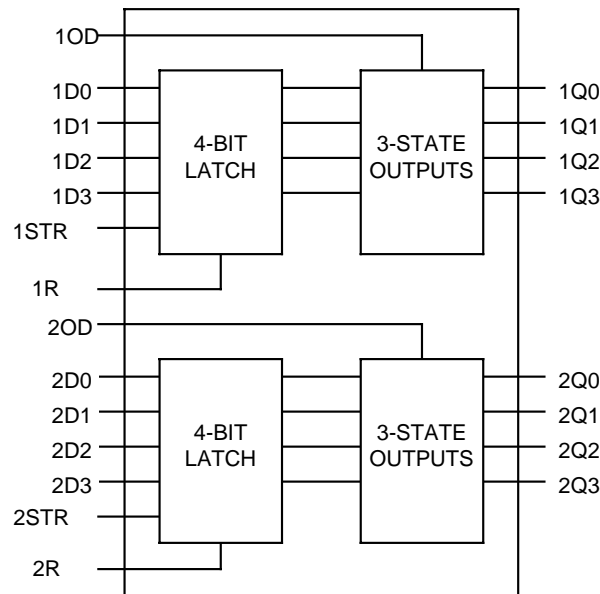 1OD
1D0
1D1
1D2
1D3
1STR
1R
4-BIT
LATCH
3-STATE
OUTPUTS
1Q0
1Q1
1Q2
1Q3
2OD
2D0
2D1
2D2
2D3
2STR
2R
4-BIT
LATCH
3-STATE
OUTPUTS
2Q0
2Q1
2Q2
2Q3